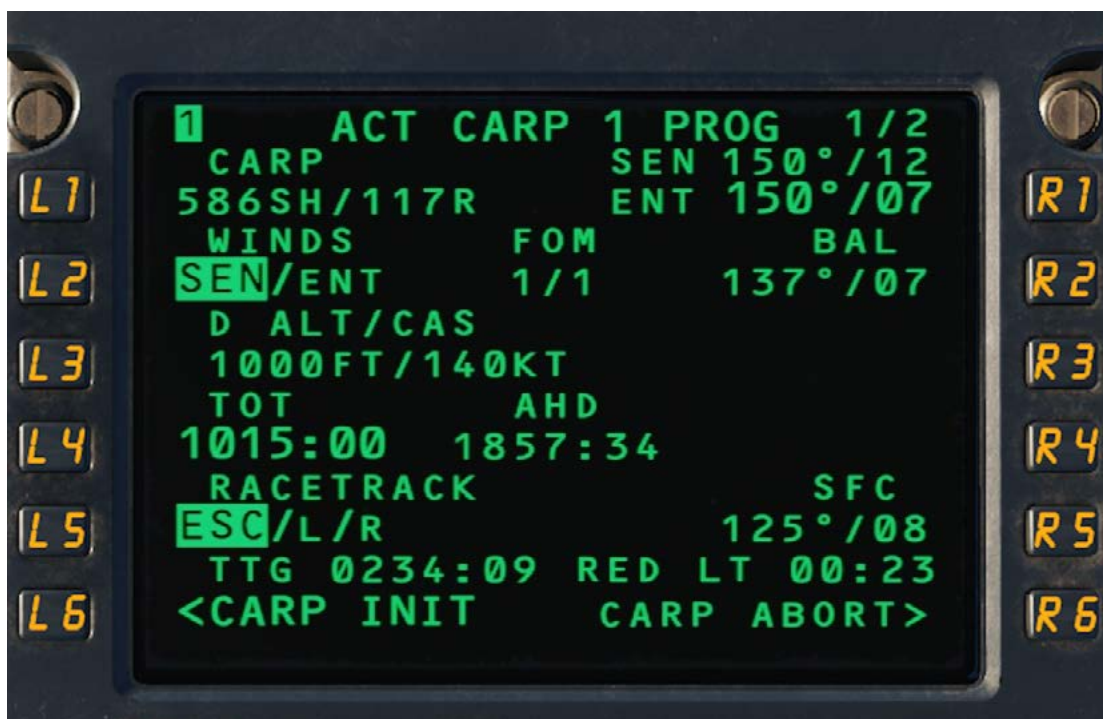 1 ACT CARP 1 PROG 1/2
CARP SEN 150°/12
L1 586SH/117R ENT 150°/07 R1
WINDS FOM BAL
L2 SEN/ENT 1/1 137°/07 R2
D ALT/CAS
L3 1000FT/140KT R3
TOT AHD
L4 1015:00 1857:34 R4
RACETRACK SFC
L5 ESC/L/R 125°/08 R5
TTG 0234:09 RED LT 00:23
L6 <CARP INIT CARP ABORT> R6